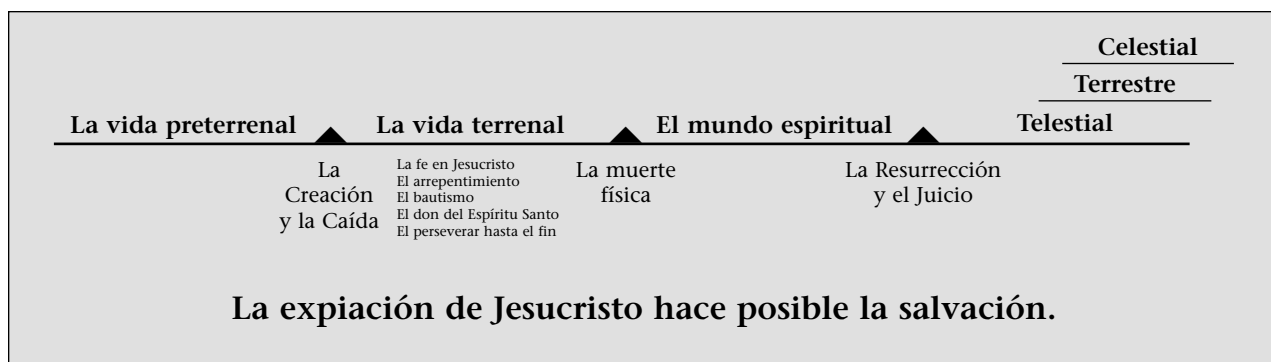 Celestial
Terrestre
La vida preterrenal La vida terrenal El mundo espiritual Telestial
La
Creación
y la Caída
La fe en Jesucristo
El arrepentimiento
El bautismo
El don del Espíritu Santo
El perseverar hasta el fin
La muerte
física
La Resurrección
y el Juicio
La expiación de Jesucristo hace posible la salvación.